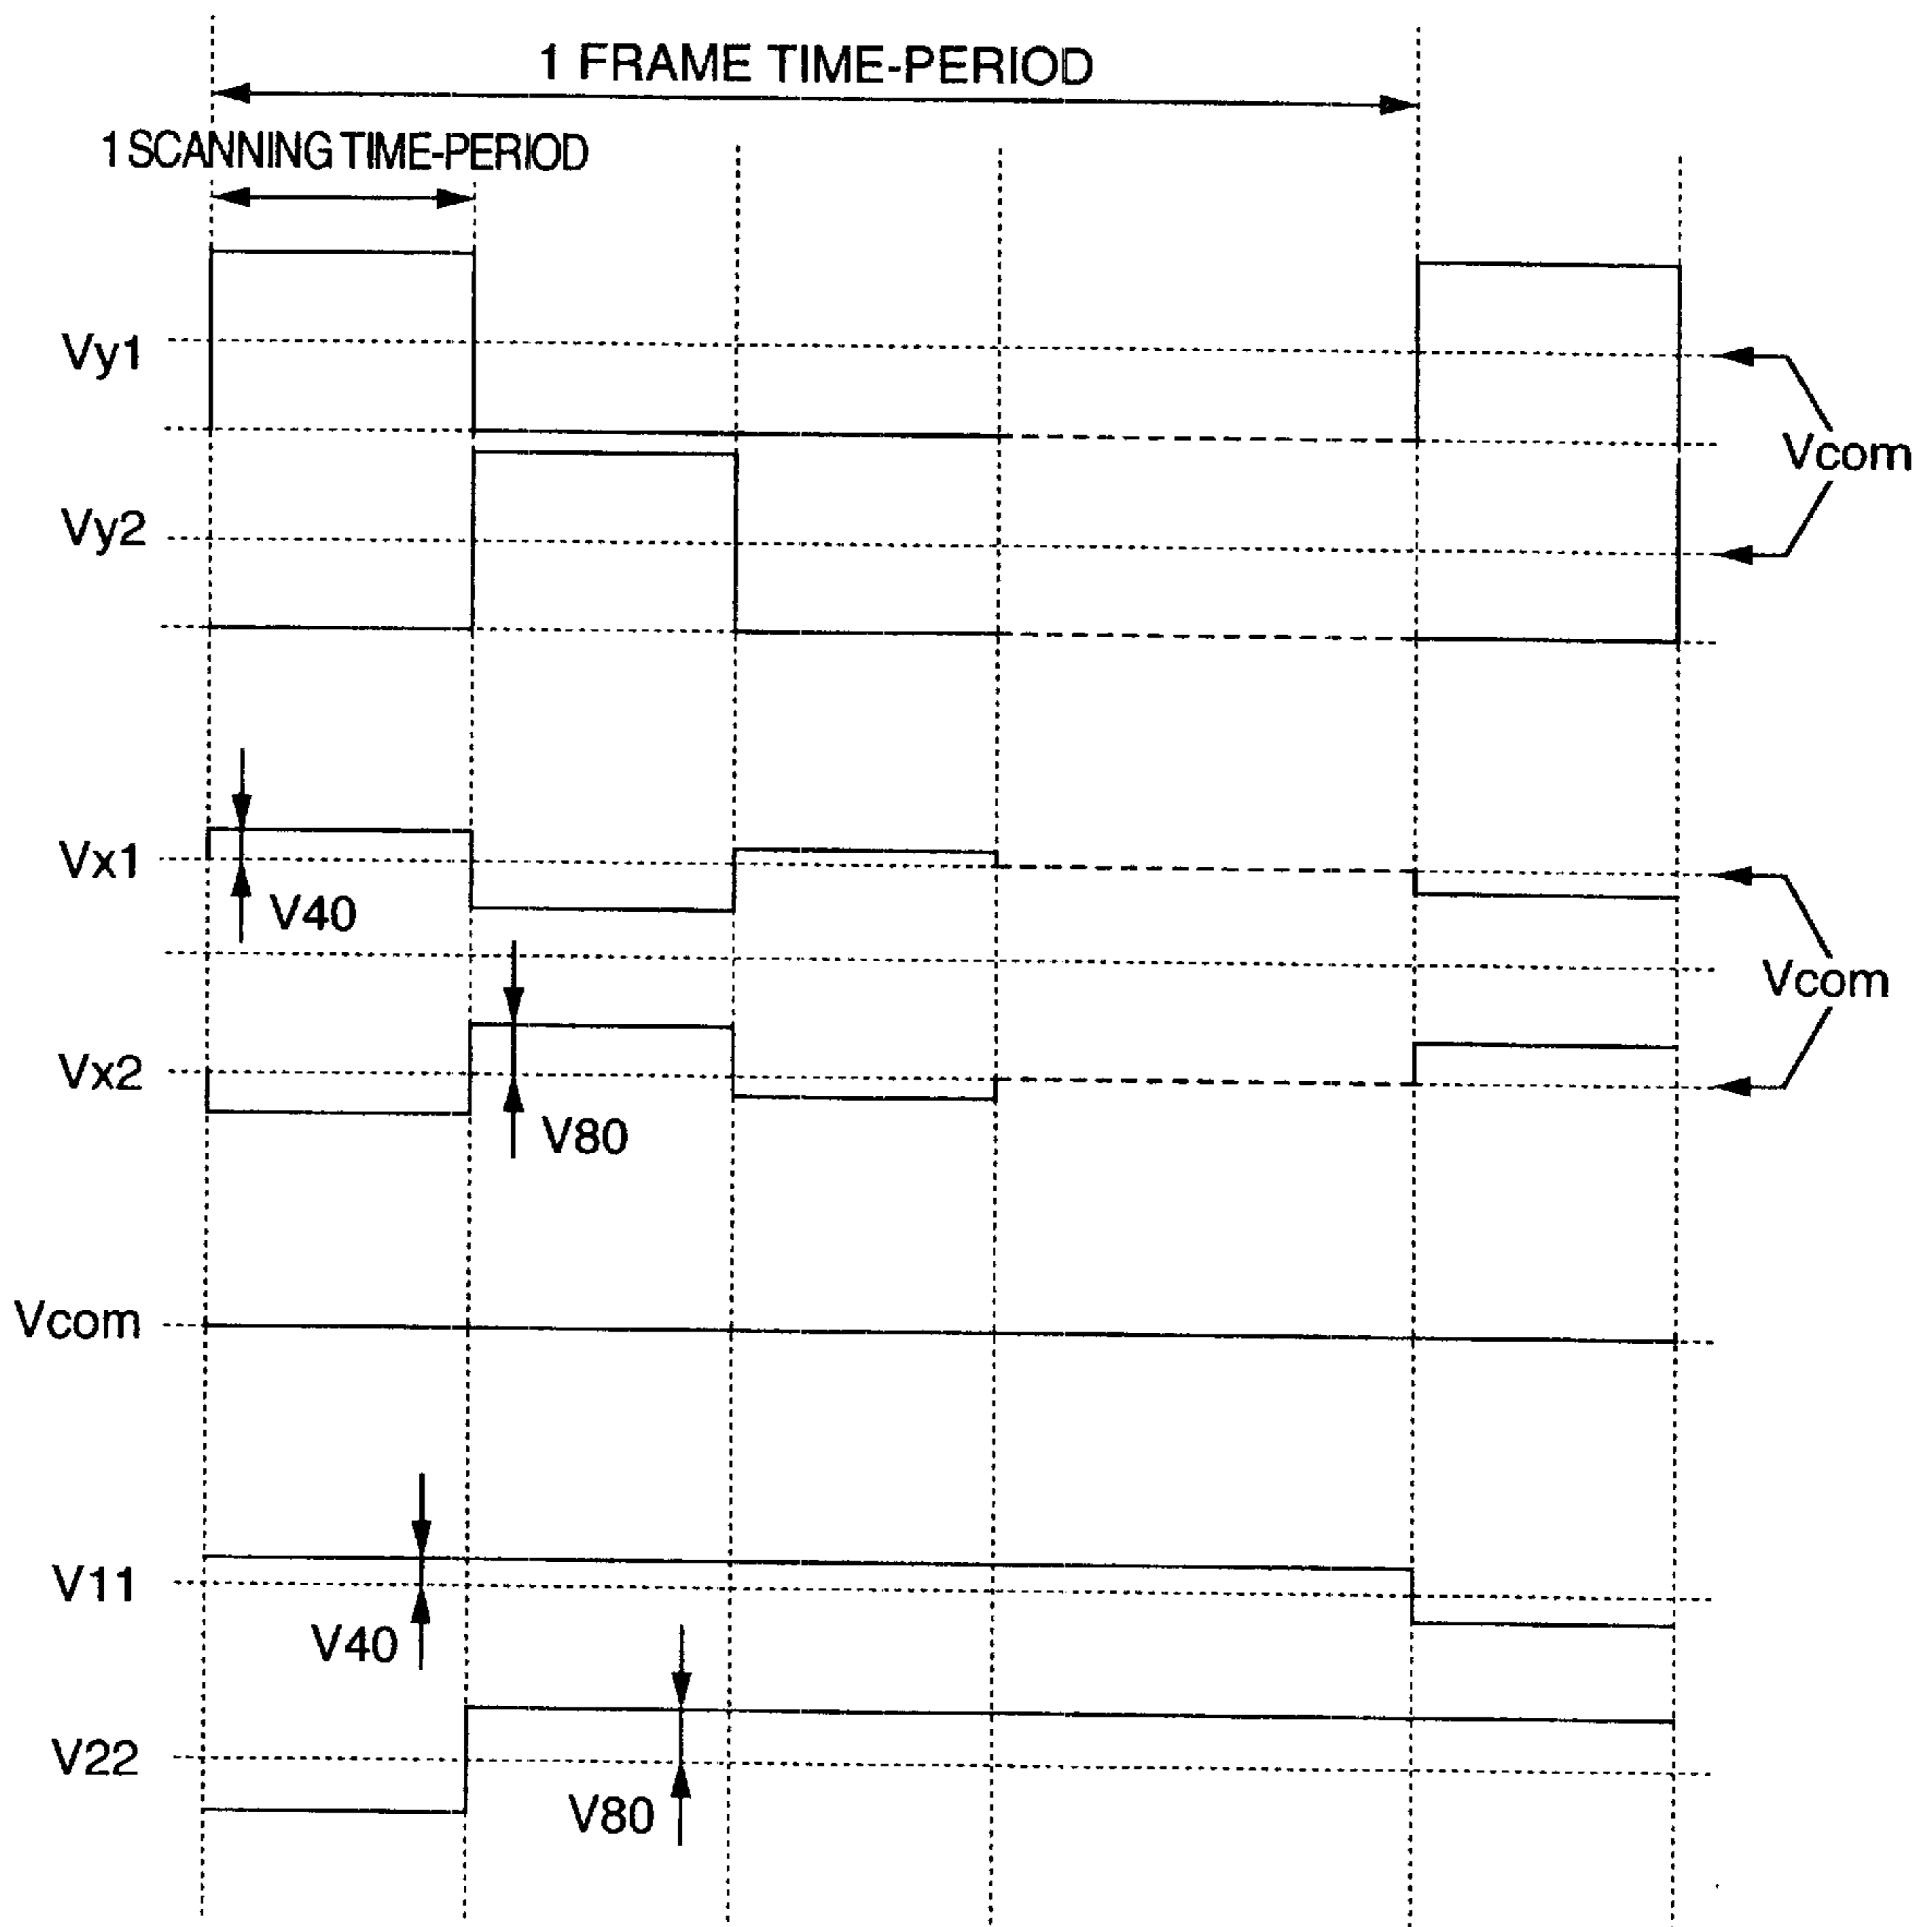 1 FRAME TIME-PERIOD
1 SCANNING TIME-PERIOD
Vy1
Vcom
Vy2
Vx1
V40
Vcom
Vx2
V80
Vcom
V11
V40
V22
V80